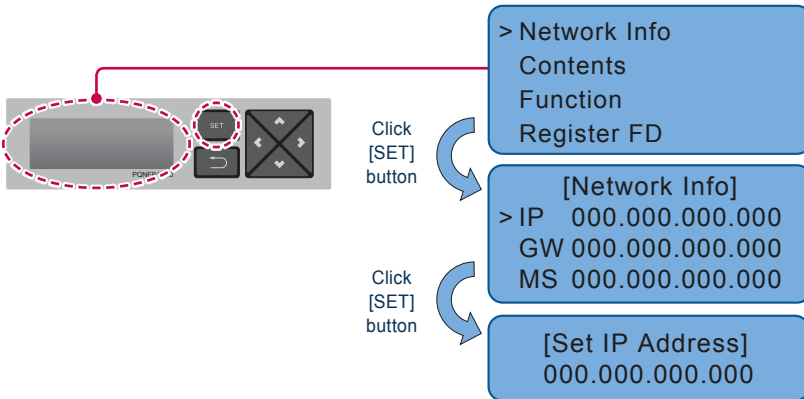 > Network Info
Contents
Function
Register FD
SET
Click
[SET]
button
[Network Info]
> IP 000.000.000.000
GW 000.000.000.000
MS 000.000.000.000
Click
[SET]
button
[Set IP Address]
000.000.000.000